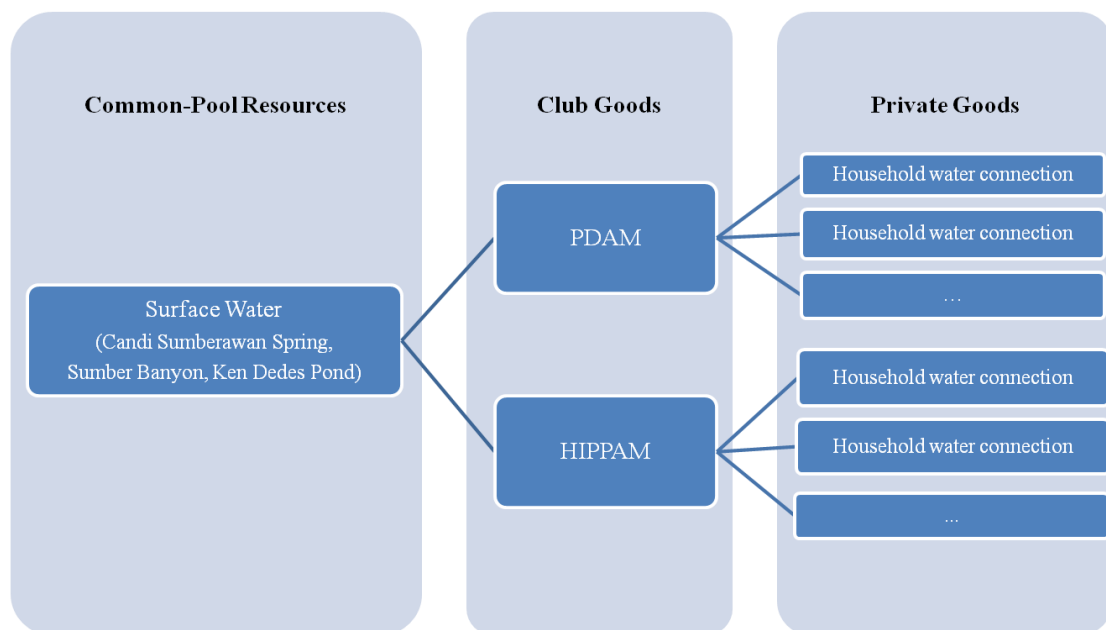 Common-Pool Resources
Club Goods
Private Goods
Surface Water
(Candi Sumberawan Spring,
Sumber Banyon, Ken Dedes Pond)
PDAM
HIPPAM
Household water connection
Household water connection
…
Household water connection
Household water connection
...